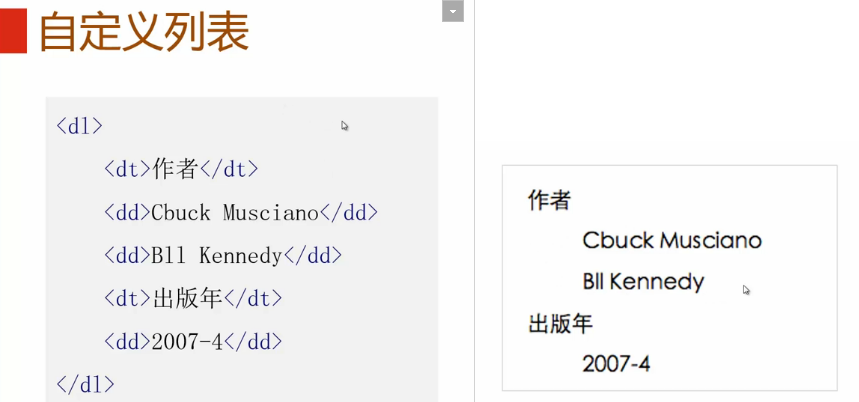 自定义列表
<dl>
<dt>作者</dt>
<dd>Cbuck Musciano</dd>
<dd>Bll Kennedy</dd>
<dt>出版年</dt>
<dd>2007-4</dd>
</dl>
作者
Cbuck Musciano
Bll Kennedy
出版年
2007-4